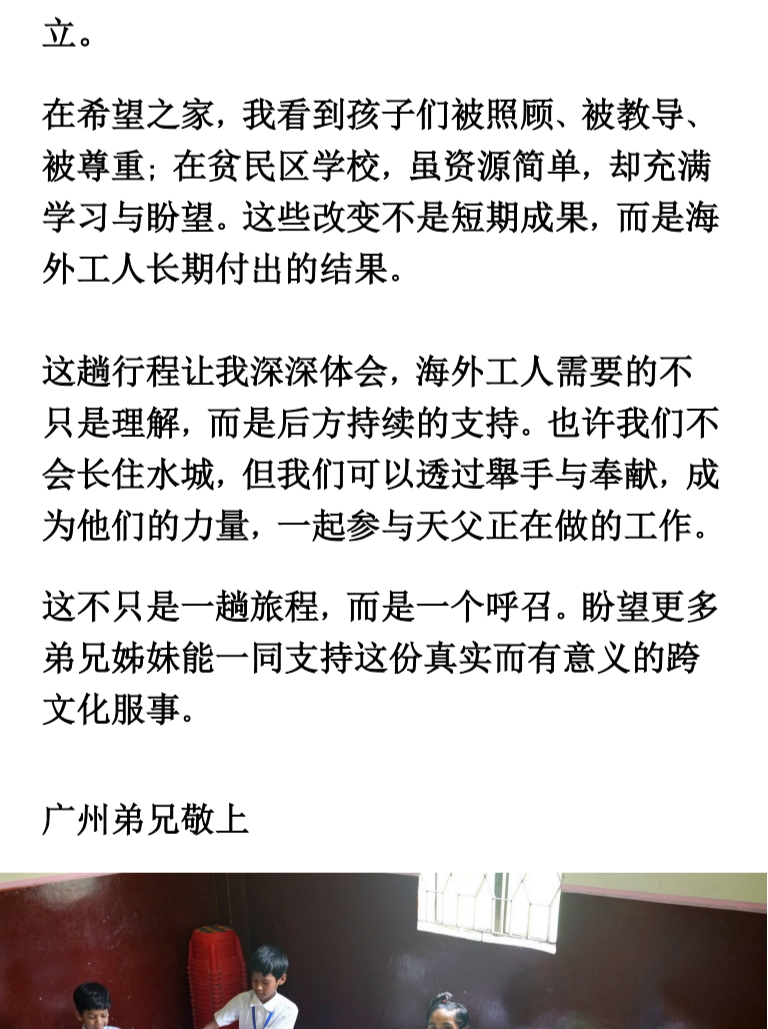 立。
在希望之家，我看到孩子们被照顾、被教导、
被尊重；在贫民区学校，虽资源简单，却充满
学习与盼望。这些改变不是短期成果，而是海
外工人长期付出的结果。
这趟行程让我深深体会，海外工人需要的不
只是理解，而是后方持续的支持。也许我们不
会长住水城，但我们可以透过舉手与奉献，成
为他们的力量，一起参与天父正在做的工作。
这不只是一趟旅程，而是一个呼召。盼望更多
弟兄姊妹能一同支持这份真实而有意义的跨
文化服事。
广州弟兄敬上